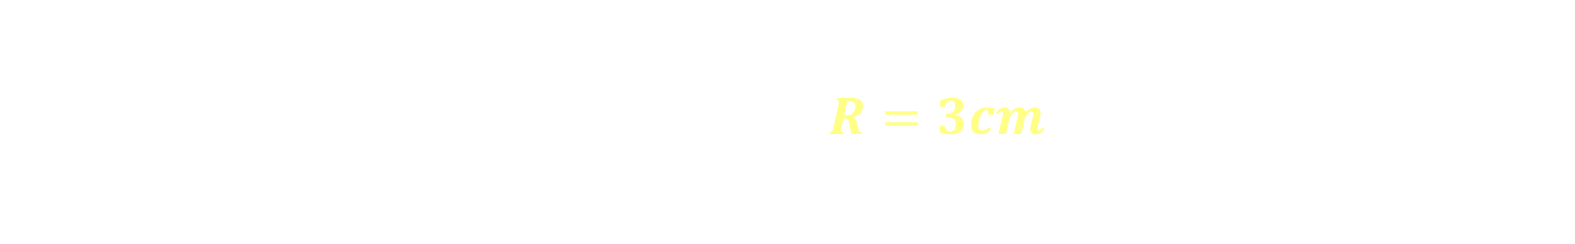 R = 3cm